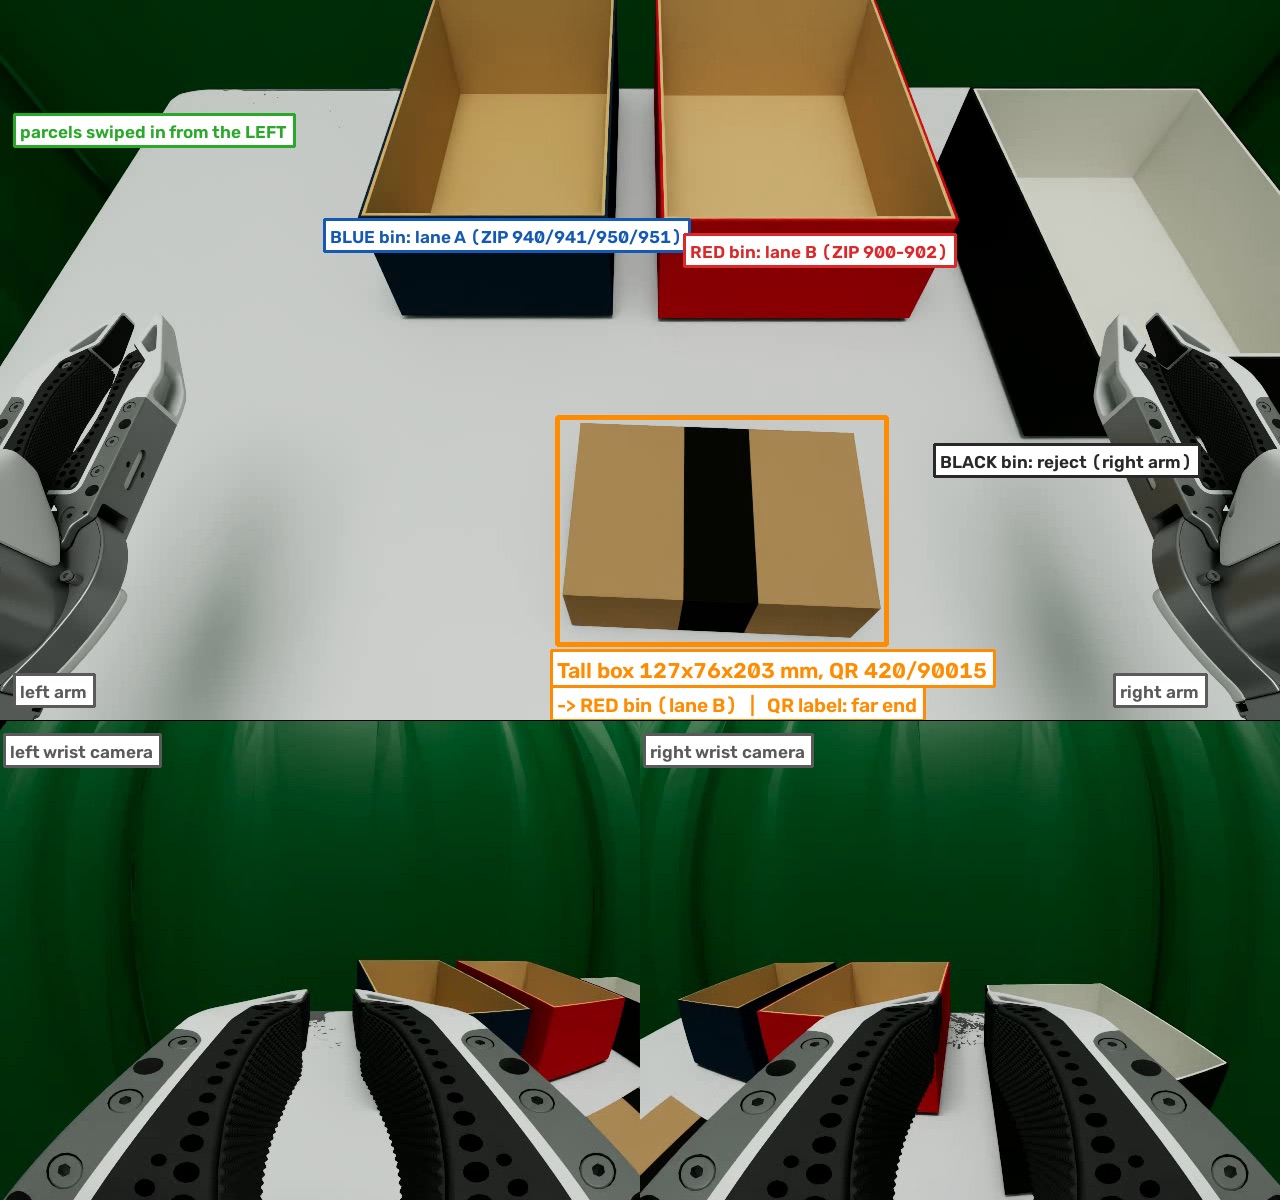 parcels swiped in from the LEFT
BLUE bin: lane A (ZIP 940/941/950/951)
RED bin: lane B (ZIP 900-902)
BLACK bin: reject (right arm)
Tall box 127x76x203 mm, QR 420/90015
-> RED bin (lane B) | QR label: far end
left arm
right arm
left wrist camera
right wrist camera